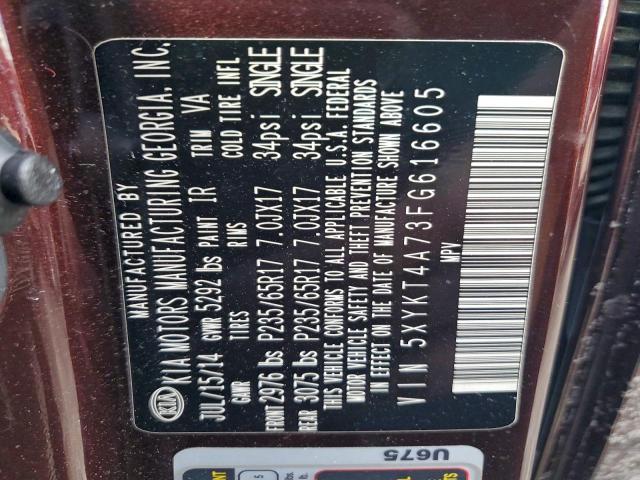 MANUFACTURED BY
KIA KIA MOTORS MANUFACTURING GEORGIA, INC.
JUL/15/14 GVWR 5292 lbs PAINT IR TRIM VA
GAWR TIRES RIMS COLD TIRE INFL
FRONT 2976 lbs P235/65R17 7.0JX17 34psi SINGLE
REAR 3075 lbs P235/65R17 7.0JX17 34psi SINGLE
THIS VEHICLE CONFORMS TO ALL APPLICABLE U.S.A. FEDERAL
MOTOR VEHICLE SAFETY AND THEFT PREVENTION STANDARDS
IN EFFECT ON THE DATE OF MANUFACTURE SHOWN ABOVE
VIN 5XYKT4A73FG616605
MPV
U675